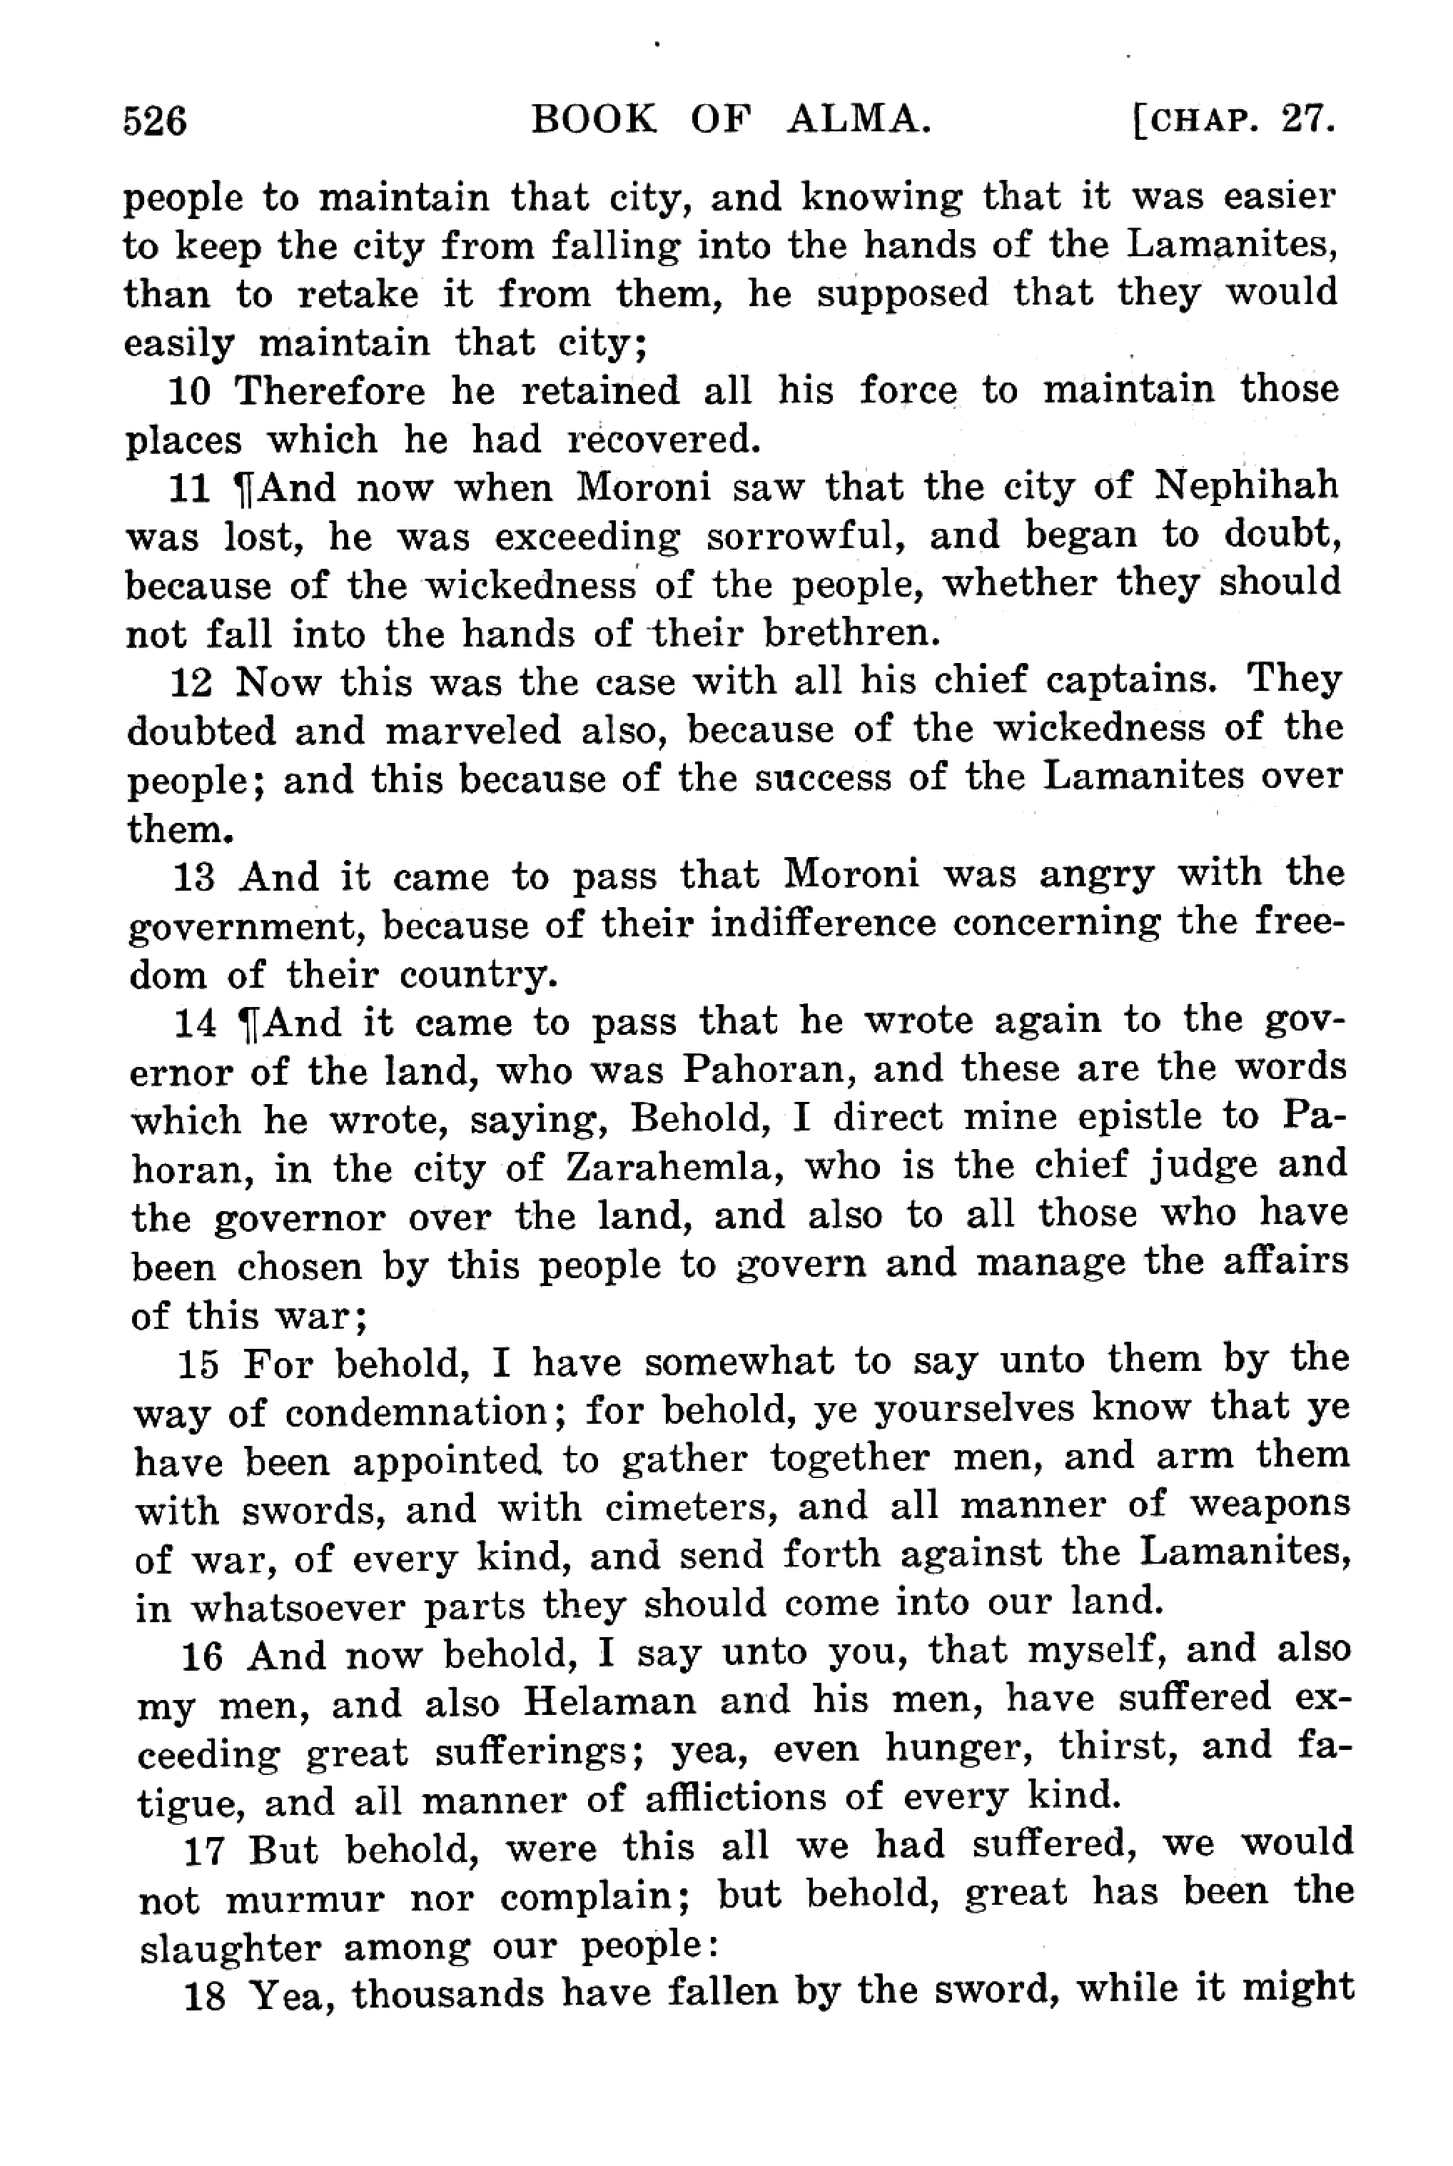 526 BOOK OF ALMA. [CHAP. 27.
people to maintain that city, and knowing that it was easier
to keep the city from falling into the hands of the Lamanites,
than to retake it from them, he supposed that they would
easily maintain that city;
10 Therefore he retained all his force to maintain those
places which he had recovered.
11 ¶And now when Moroni saw that the city of Nephihah
was lost, he was exceeding sorrowful, and began to doubt,
because of the wickedness of the people, whether they should
not fall into the hands of their brethren.
12 Now this was the case with all his chief captains. They
doubted and marveled also, because of the wickedness of the
people; and this because of the success of the Lamanites over
them.
13 And it came to pass that Moroni was angry with the
government, because of their indifference concerning the free-
dom of their country.
14 ¶And it came to pass that he wrote again to the gov-
ernor of the land, who was Pahoran, and these are the words
which he wrote, saying, Behold, I direct mine epistle to Pa-
horan, in the city of Zarahemla, who is the chief judge and
the governor over the land, and also to all those who have
been chosen by this people to govern and manage the affairs
of this war;
15 For behold, I have somewhat to say unto them by the
way of condemnation; for behold, ye yourselves know that ye
have been appointed to gather together men, and arm them
with swords, and with cimeters, and all manner of weapons
of war, of every kind, and send forth against the Lamanites,
in whatsoever parts they should come into our land.
16 And now behold, I say unto you, that myself, and also
my men, and also Helaman and his men, have suffered ex-
ceeding great sufferings; yea, even hunger, thirst, and fa-
tigue, and all manner of afflictions of every kind.
17 But behold, were this all we had suffered, we would
not murmur nor complain; but behold, great has been the
slaughter among our people:
18 Yea, thousands have fallen by the sword, while it might